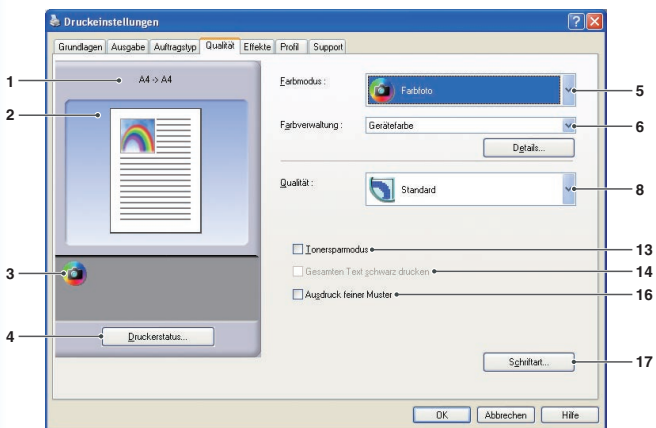 Druckeinstellungen
Grundlagen Ausgabe Auftragstyp Qualität Effekte Profil Support
1
A4 -> A4
2
3
4
Druckerstatus...
Farbmodus :
Farbfoto
5
Farbverwaltung :
Gerätefarbe
6
Details...
Qualität :
Standard
8
Tonersparmodus
13
Gesamten Text schwarz drucken
14
Ausdruck feiner Muster
16
Schriftart...
17
OK Abbrechen Hilfe